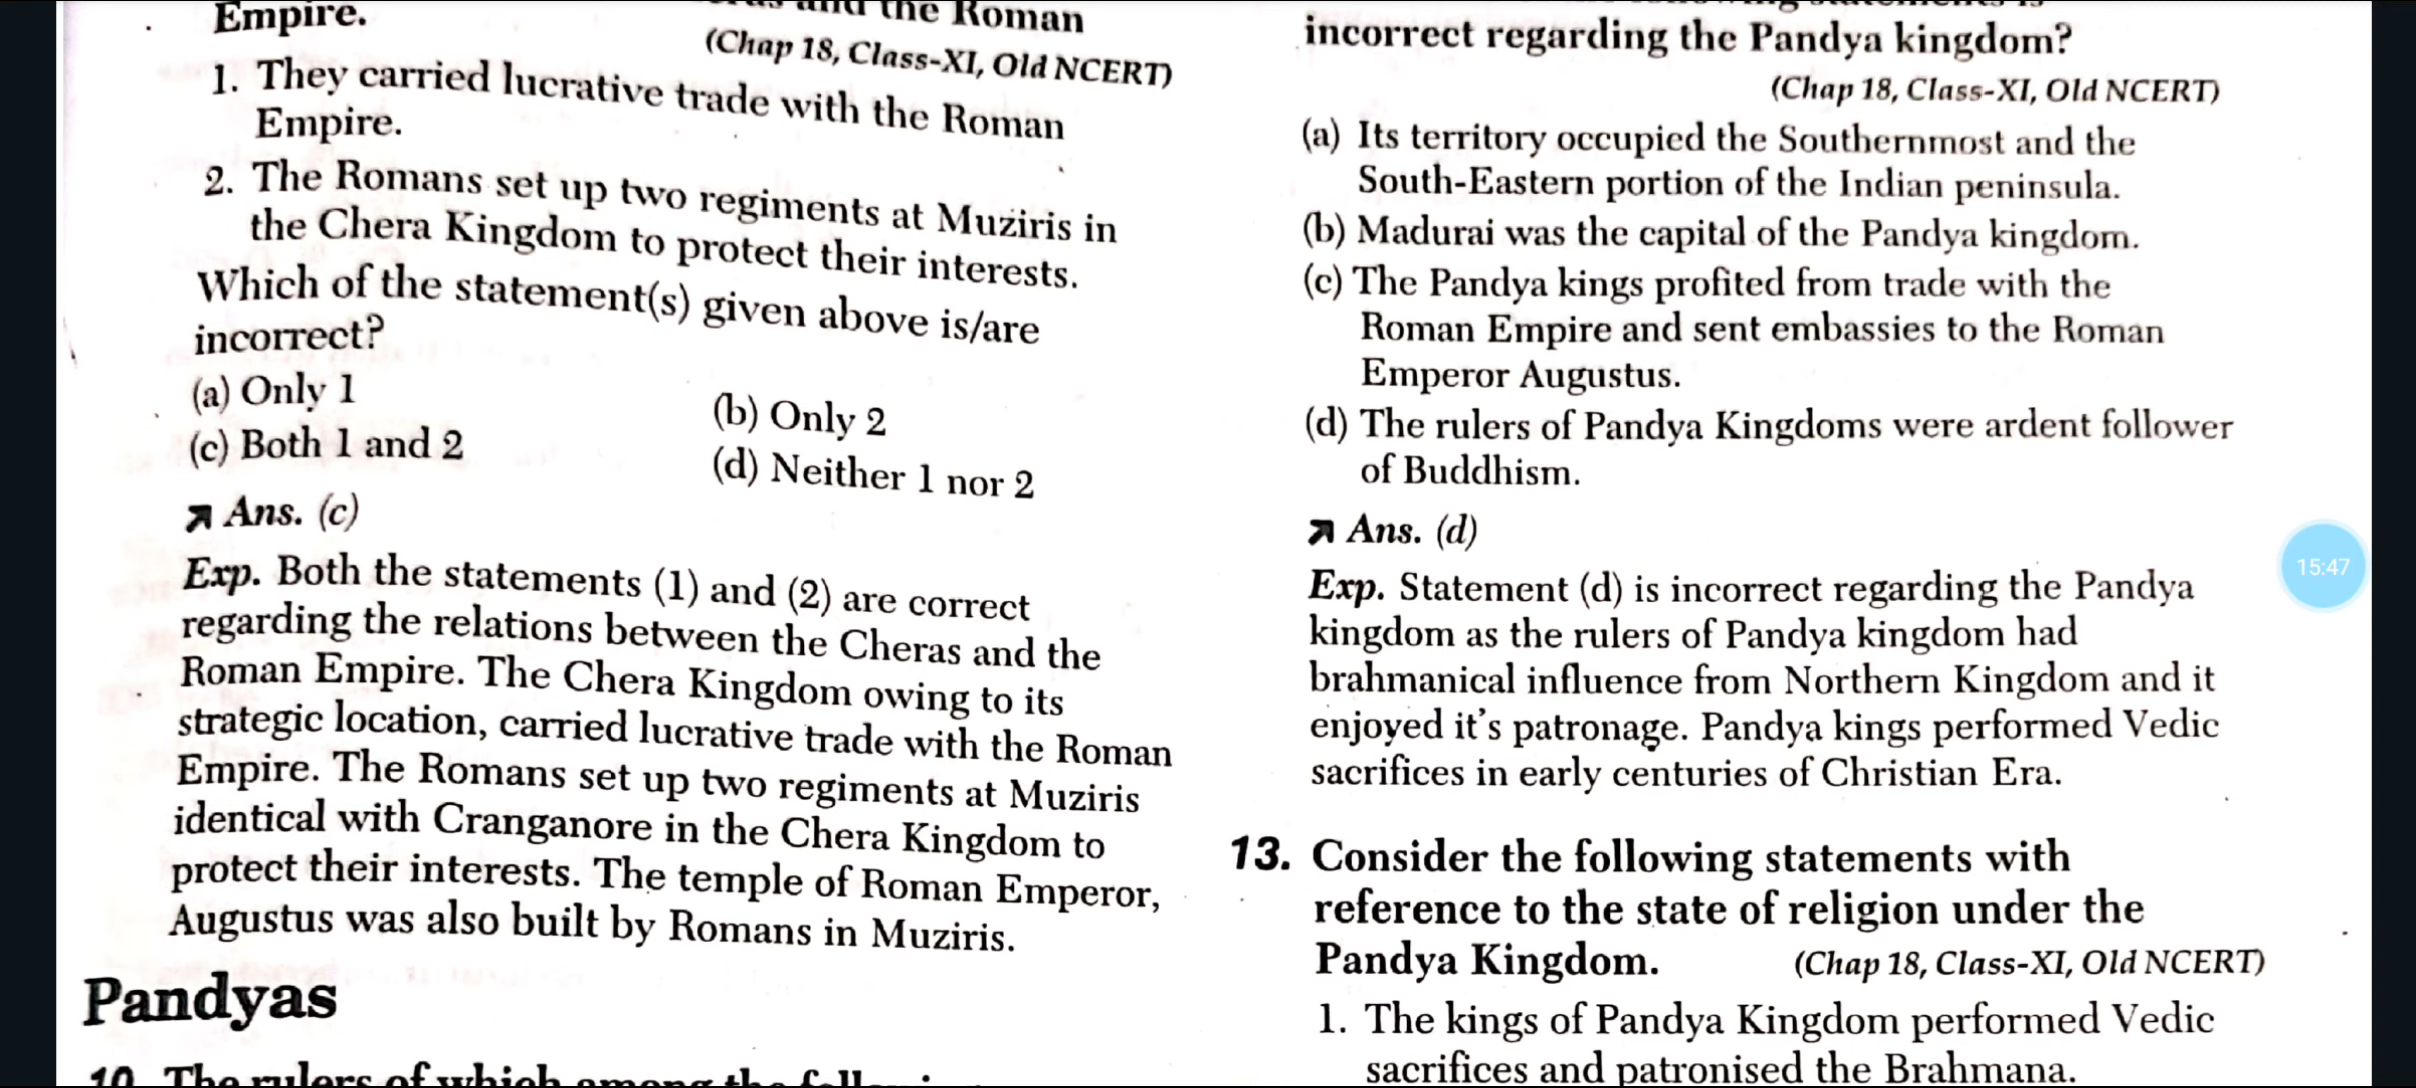 and the Roman
Empire.
(Chap 18, Class-XI, Old NCERT)
1. They carried lucrative trade with the Roman
Empire.
2. The Romans set up two regiments at Muziris in
the Chera Kingdom to protect their interests.
Which of the statement(s) given above is/are
incorrect?
(a) Only 1
(b) Only 2
(c) Both 1 and 2
(d) Neither 1 nor 2
Ans. (c)
Exp. Both the statements (1) and (2) are correct
regarding the relations between the Cheras and the
Roman Empire. The Chera Kingdom owing to its
strategic location, carried lucrative trade with the Roman
Empire. The Romans set up two regiments at Muziris
identical with Cranganore in the Chera Kingdom to
protect their interests. The temple of Roman Emperor,
Augustus was also built by Romans in Muziris.
Pandyas
10. The rulers of which among the
incorrect regarding the Pandya kingdom?
(Chap 18, Class-XI, Old NCERT)
(a) Its territory occupied the Southernmost and the
South-Eastern portion of the Indian peninsula.
(b) Madurai was the capital of the Pandya kingdom.
(c) The Pandya kings profited from trade with the
Roman Empire and sent embassies to the Roman
Emperor Augustus.
(d) The rulers of Pandya Kingdoms were ardent follower
of Buddhism.
Ans. (d)
Exp. Statement (d) is incorrect regarding the Pandya
kingdom as the rulers of Pandya kingdom had
brahmanical influence from Northern Kingdom and it
enjoyed it's patronage. Pandya kings performed Vedic
sacrifices in early centuries of Christian Era.
13. Consider the following statements with
reference to the state of religion under the
Pandya Kingdom.
(Chap 18, Class-XI, Old NCERT)
1. The kings of Pandya Kingdom performed Vedic
sacrifices and patronised the Brahmana.
15:47